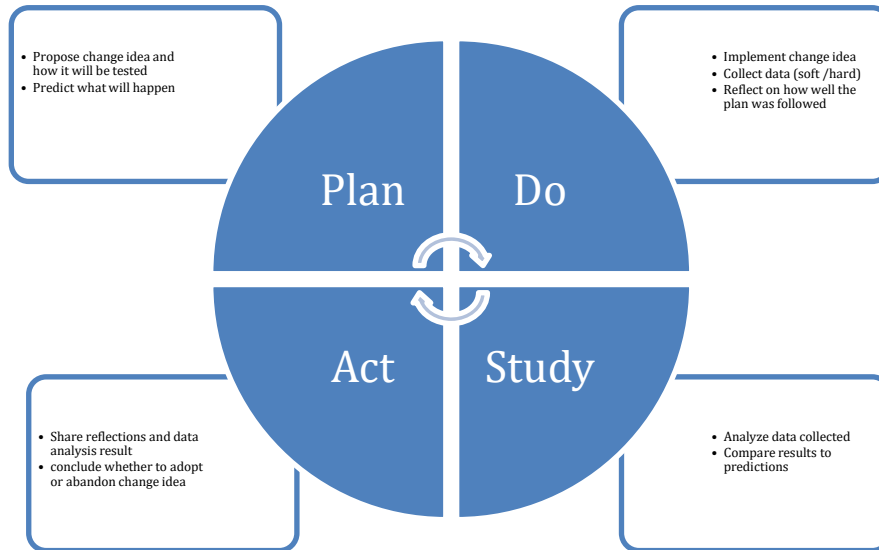 • Propose change idea and
how it will be tested
• Predict what will happen
• Implement change idea
• Collect data (soft /hard)
• Reflect on how well the
plan was followed
Plan
Do
Act
Study
• Share reflections and data
analysis result
• conclude whether to adopt
or abandon change idea
• Analyze data collected
• Compare results to
predictions